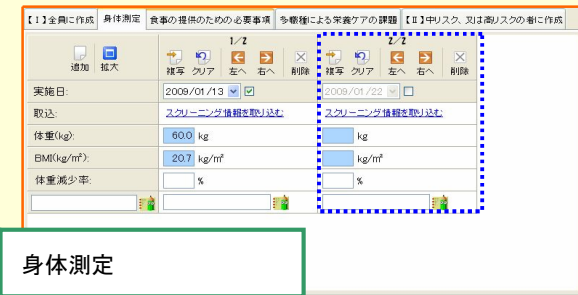 【Ⅰ】全員に作成 身体測定 食事の提供のための必要事項 多職種による栄養ケアの課題 【Ⅱ】中リスク、又は高リスクの者に作成
1/2 2/2
追加 拡大 複写 クリア 左へ 右へ 削除 複写 クリア 左へ 右へ 削除
実施日: 2009/01/13 2009/01/22
取込: スクリーニング情報を取り込む スクリーニング情報を取り込む
体重(kg): 60.0 kg kg
BMI(kg/m²): 20.7 kg/m² kg/m²
体重減少率: % %
身体測定